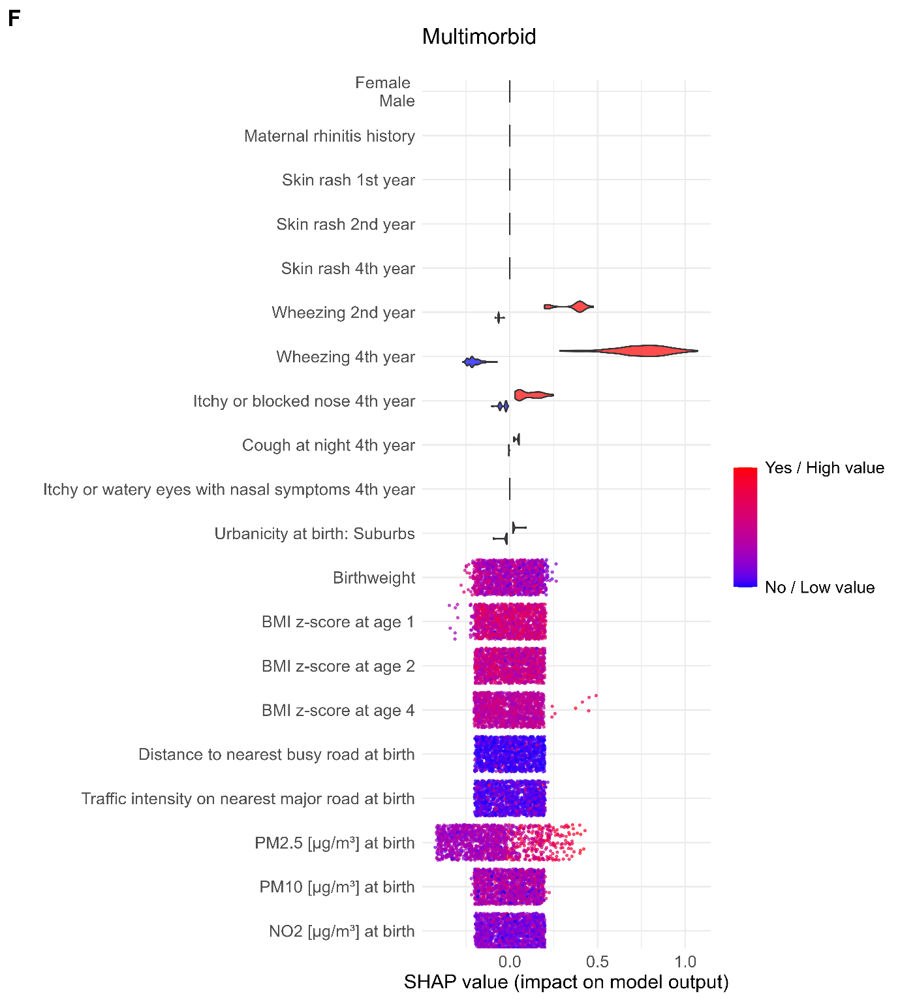 F
Multimorbid
Female
Male
Maternal rhinitis history
Skin rash 1st year
Skin rash 2nd year
Skin rash 4th year
Wheezing 2nd year
Wheezing 4th year
Itchy or blocked nose 4th year
Cough at night 4th year
Itchy or watery eyes with nasal symptoms 4th year
Urbanicity at birth: Suburbs
Birthweight
BMI z-score at age 1
BMI z-score at age 2
BMI z-score at age 4
Distance to nearest busy road at birth
Traffic intensity on nearest major road at birth
PM2.5 [µg/m³] at birth
PM10 [µg/m³] at birth
NO2 [µg/m³] at birth
0.0 0.5 1.0
SHAP value (impact on model output)
Yes / High value
No / Low value